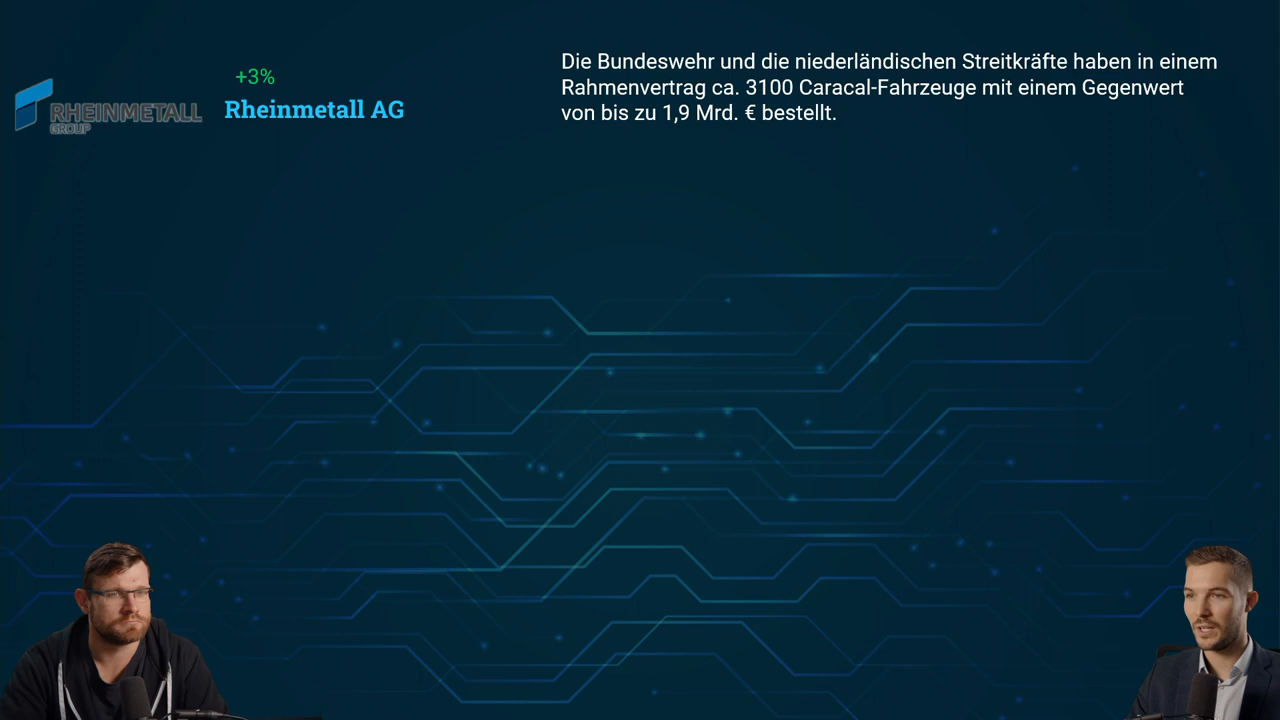 +3%
RHEINMETALL
GROUP
Rheinmetall AG
Die Bundeswehr und die niederländischen Streitkräfte haben in einem
Rahmenvertrag ca. 3100 Caracal-Fahrzeuge mit einem Gegenwert
von bis zu 1,9 Mrd. € bestellt.